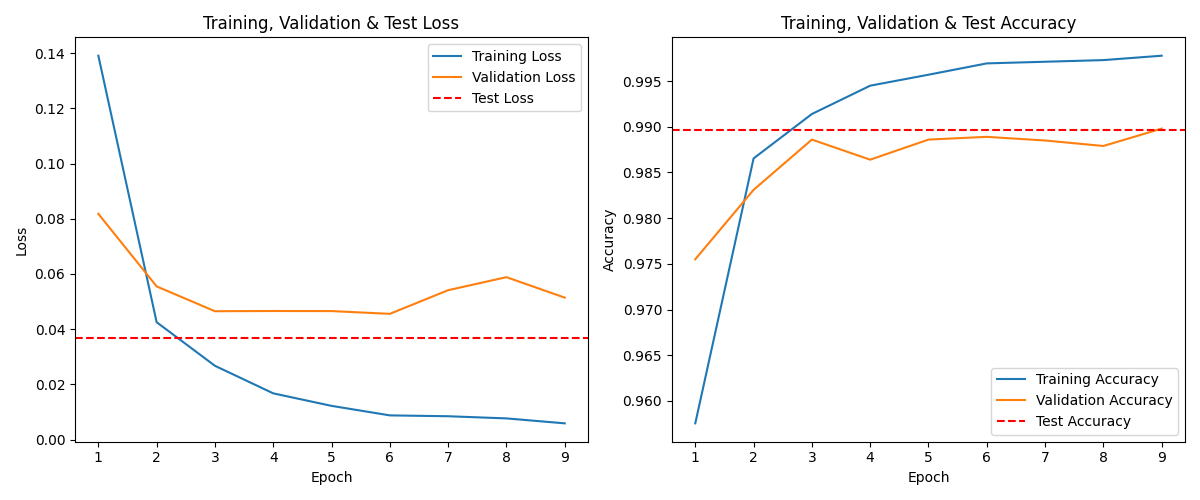 Training, Validation & Test Loss
0.14
0.12
0.10
0.08
0.06
0.04
0.02
0.00
Loss
1 2 3 4 5 6 7 8 9
Epoch
Training Loss
Validation Loss
Test Loss
Training, Validation & Test Accuracy
0.995
0.990
0.985
0.980
0.975
0.970
0.965
0.960
Accuracy
1 2 3 4 5 6 7 8 9
Epoch
Training Accuracy
Validation Accuracy
Test Accuracy